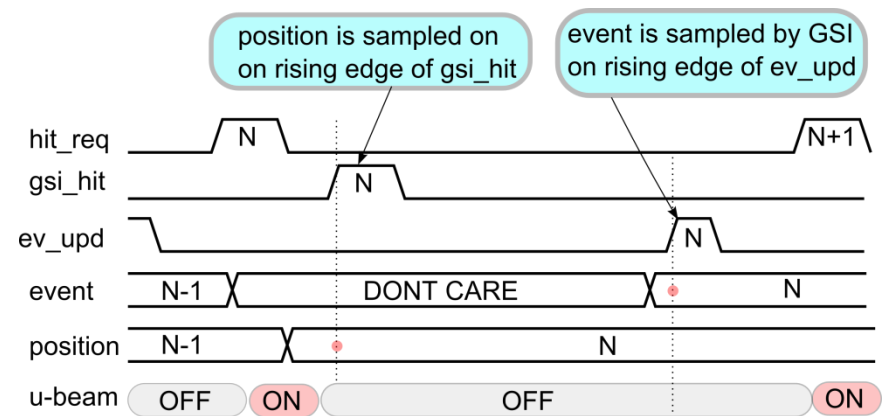 position is sampled on
on rising edge of gsi_hit
event is sampled by GSI
on rising edge of ev_upd
hit_req N N+1
gsi_hit N
ev_upd N
event N-1 DONT CARE N
position N-1 N
u-beam OFF ON OFF ON